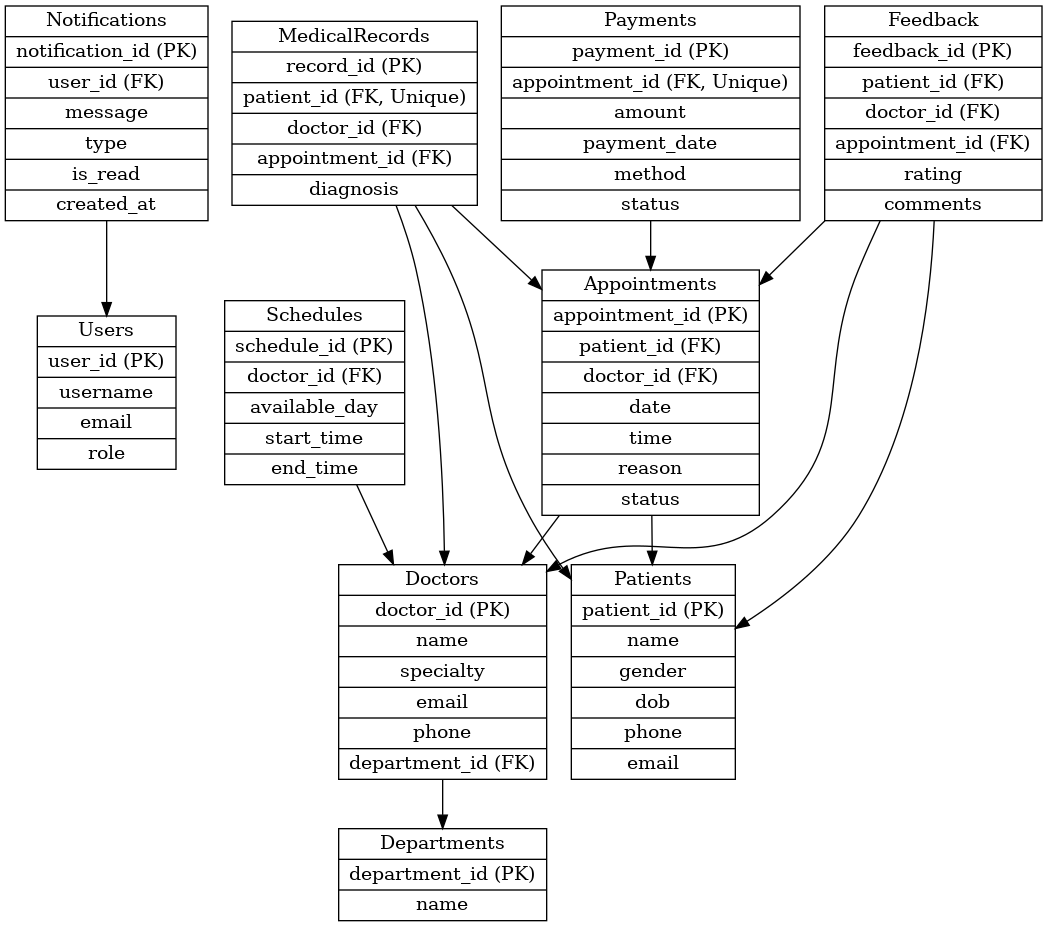 Notifications
notification_id (PK)
user_id (FK)
message
type
is_read
created_at
MedicalRecords
record_id (PK)
patient_id (FK, Unique)
doctor_id (FK)
appointment_id (FK)
diagnosis
Payments
payment_id (PK)
appointment_id (FK, Unique)
amount
payment_date
method
status
Feedback
feedback_id (PK)
patient_id (FK)
doctor_id (FK)
appointment_id (FK)
rating
comments
Users
user_id (PK)
username
email
role
Schedules
schedule_id (PK)
doctor_id (FK)
available_day
start_time
end_time
Appointments
appointment_id (PK)
patient_id (FK)
doctor_id (FK)
date
time
reason
status
Doctors
doctor_id (PK)
name
specialty
email
phone
department_id (FK)
Patients
patient_id (PK)
name
gender
dob
phone
email
Departments
department_id (PK)
name